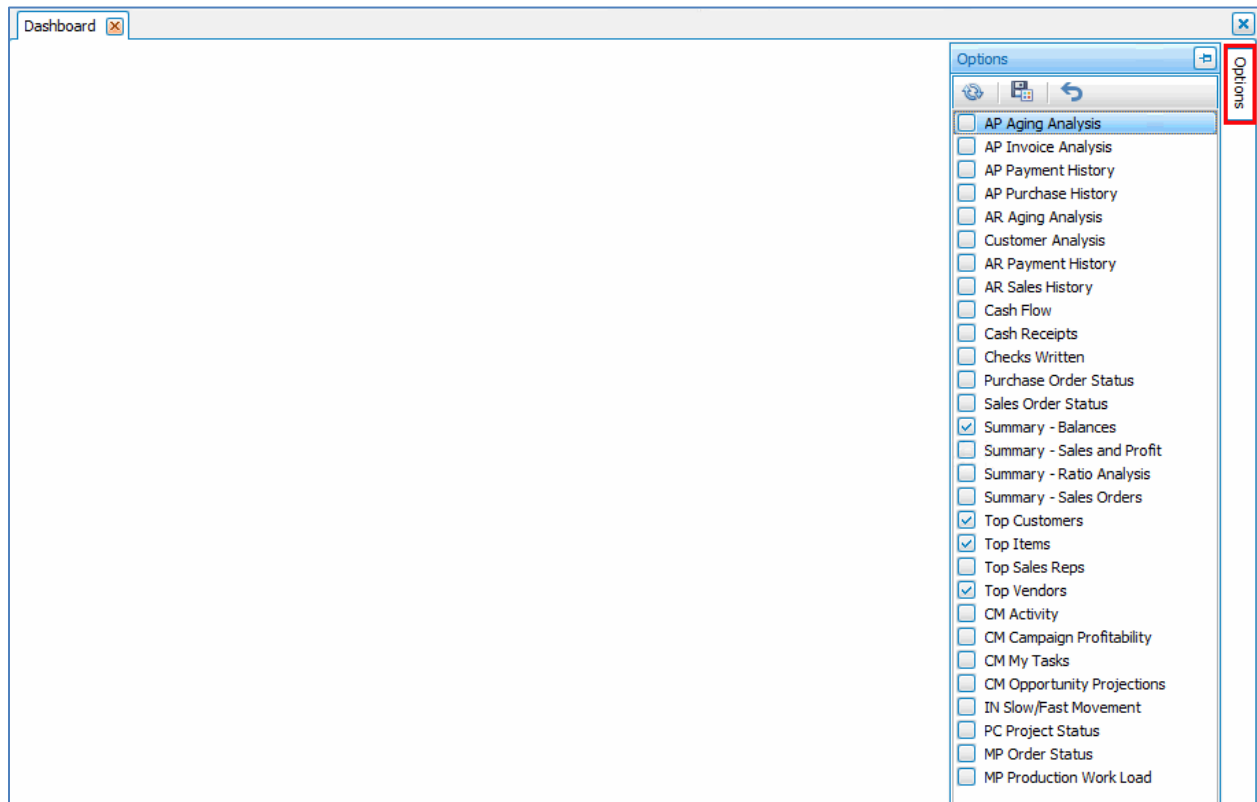 Dashboard
Options
Options
AP Aging Analysis
AP Invoice Analysis
AP Payment History
AP Purchase History
AR Aging Analysis
Customer Analysis
AR Payment History
AR Sales History
Cash Flow
Cash Receipts
Checks Written
Purchase Order Status
Sales Order Status
Summary - Balances
Summary - Sales and Profit
Summary - Ratio Analysis
Summary - Sales Orders
Top Customers
Top Items
Top Sales Reps
Top Vendors
CM Activity
CM Campaign Profitability
CM My Tasks
CM Opportunity Projections
IN Slow/Fast Movement
PC Project Status
MP Order Status
MP Production Work Load